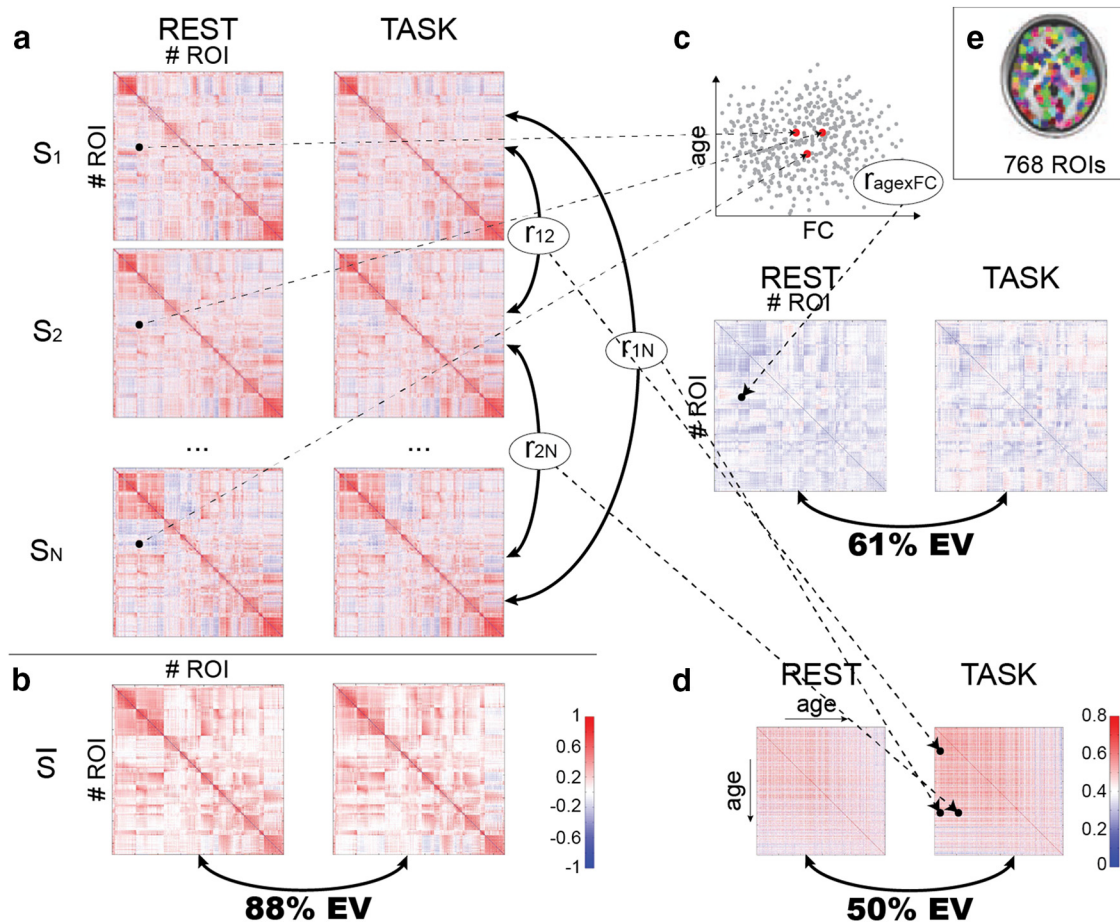 a
REST
TASK
# ROI
# ROI
S1
S2
...
...
SN
r12
r1N
r2N
b
# ROI
# ROI
S̄
1
0.6
0.2
-0.2
-0.6
-1
88% EV
c
age
FC
ragexFC
REST
TASK
# ROI
# ROI
61% EV
d
REST
TASK
age
age
0.8
0.6
0.4
0.2
0
50% EV
e
768 ROIs